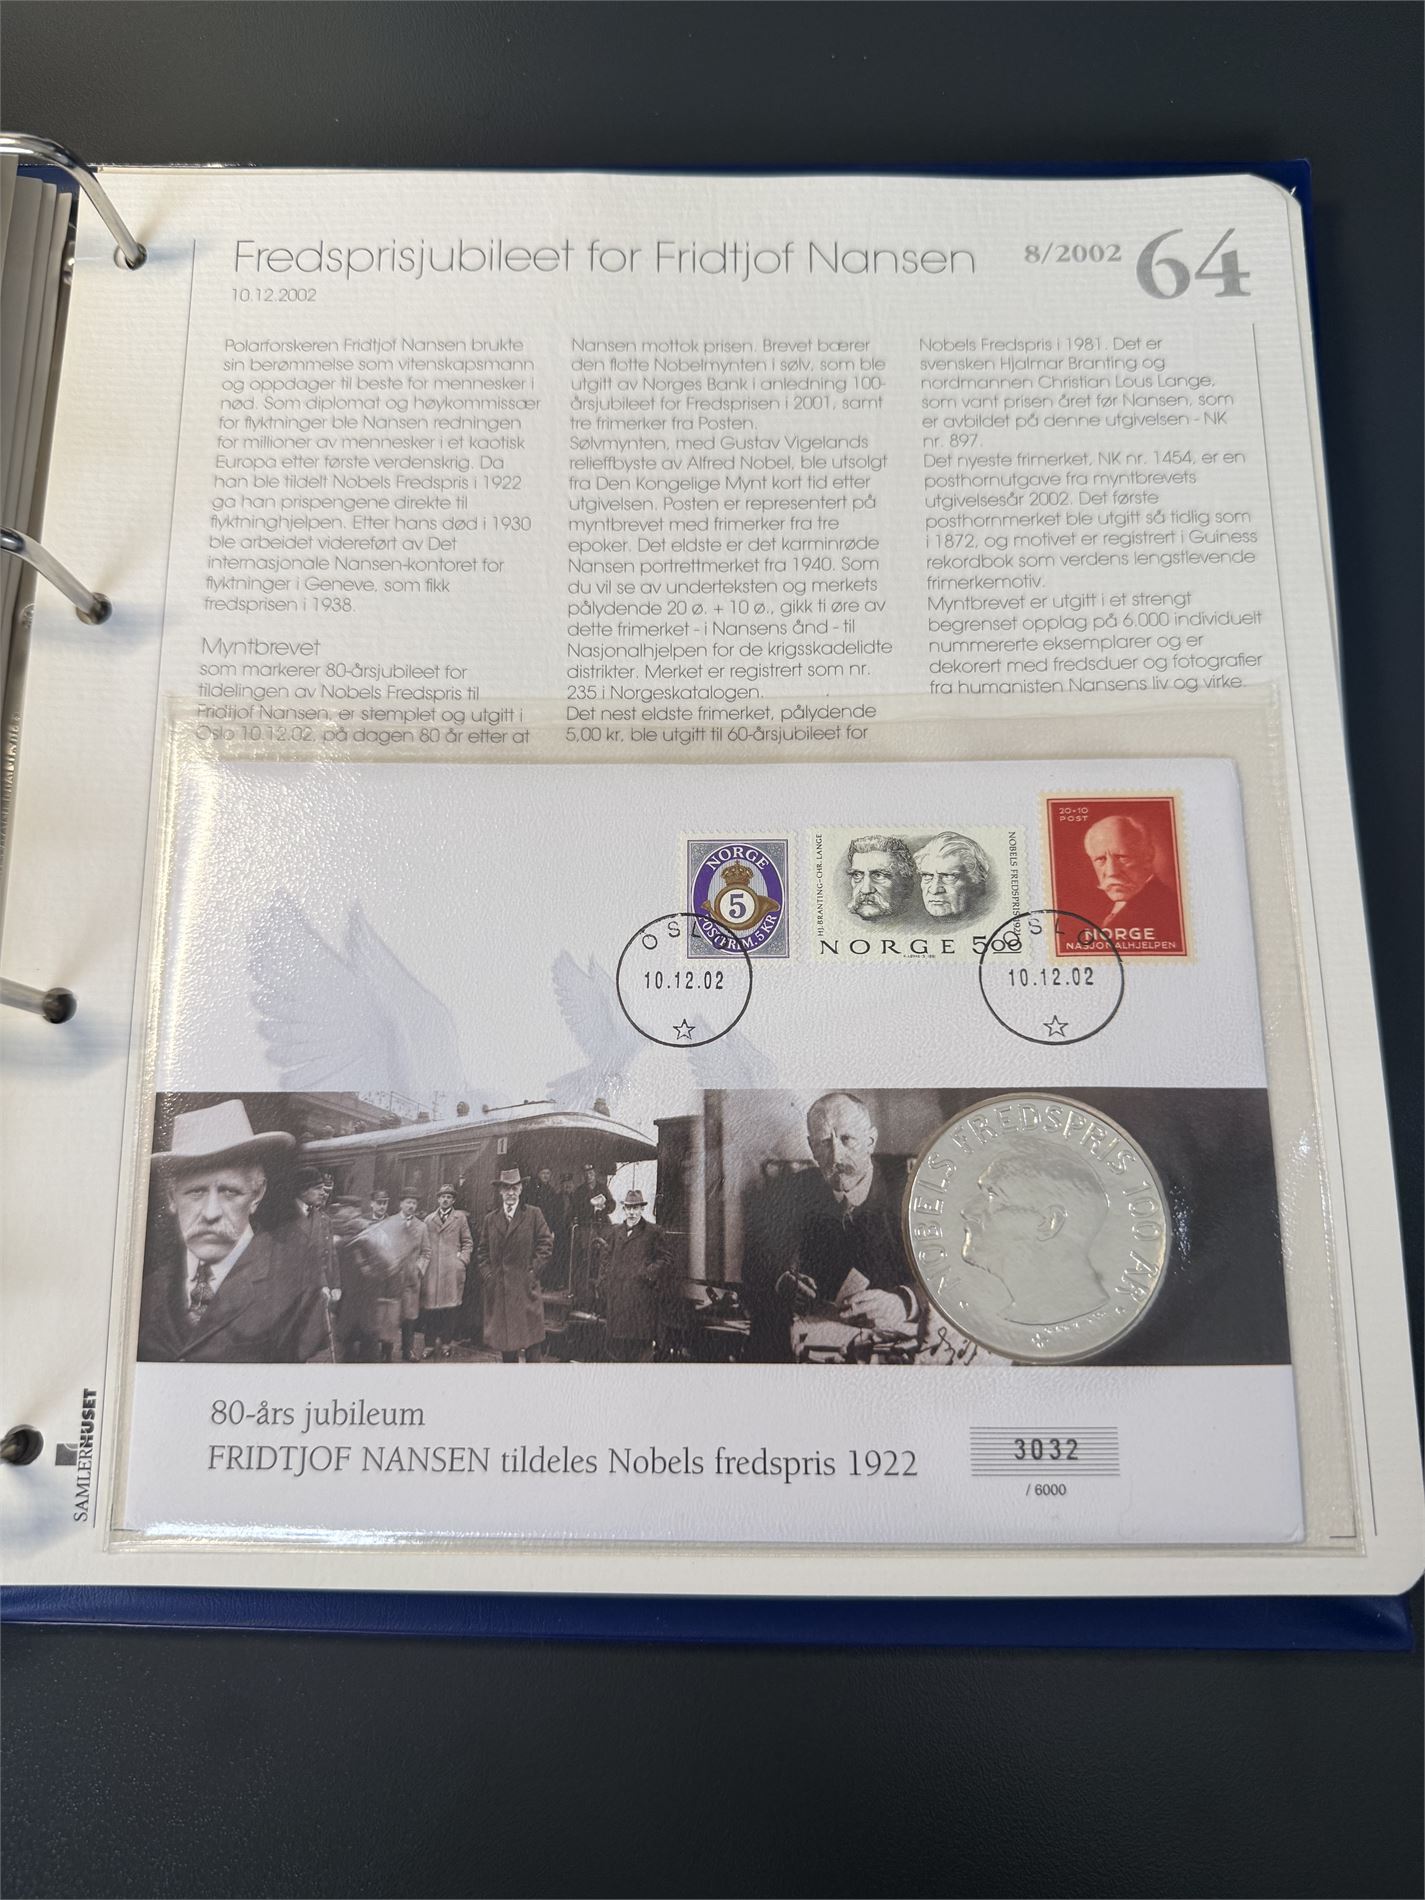 Fredsprisjubileet for Fridtjof Nansen
8/2002 64
10.12.2002
Polarforskeren Fridtjof Nansen brukte
sin berømmelse som vitenskapsmann
og oppdager til beste for mennesker i
nød. Som diplomat og høykommissær
for flyktninger ble Nansen redningen
for millioner av mennesker i et kaotisk
Europa etter første verdenskrig. Da
han ble tildelt Nobels Fredspris i 1922
ga han prispengene direkte til
flyktninghjelpen. Etter hans død i 1930
ble arbeidet videreført av Det
internasjonale Nansen-kontoret for
flyktninger i Geneve, som fikk
fredsprisen i 1938.
Myntbrevet
som markerer 80-årsjubileet for
tildelingen av Nobels Fredspris til
Fridtjof Nansen, er stemplet og utgitt i
Oslo 10.12.02, på dagen 80 år etter at
Nansen mottok prisen. Brevet bærer
den flotte Nobelmynten i sølv, som ble
utgitt av Norges Bank i anledning 100-
årsjubileet for Fredsprisen i 2001, samt
tre frimerker fra Posten.
Sølvmynten, med Gustav Vigelands
relieffbyste av Alfred Nobel, ble utsolgt
fra Den Kongelige Mynt kort tid etter
utgivelsen. Posten er representert på
myntbrevet med frimerker fra tre
epoker. Det eldste er det karminrøde
Nansen portrettmerket fra 1940. Som
du vil se av underteksten og merkets
pålydende 20 ø. + 10 ø., gikk ti øre av
dette frimerket - i Nansens ånd - til
Nasjonalhjelpen for de krigsskadelidte
distrikter. Merket er registrert som nr.
235 i Norgeskatalogen.
Det nest eldste frimerket, pålydende
5,00 kr, ble utgitt til 60-årsjubileet for
Nobels Fredspris i 1981. Det er
svensken Hjalmar Branting og
nordmannen Christian Lous Lange,
som vant prisen året før Nansen, som
er avbildet på denne utgivelsen - NK
nr. 897.
Det nyeste frimerket, NK nr. 1454, er en
posthornutgave fra myntbrevets
utgivelsesår 2002. Det første
posthornmerket ble utgitt så tidlig som
i 1872, og motivet er registrert i Guiness
rekordbok som verdens lengstlevende
frimerkemotiv.
Myntbrevet er utgitt i et strengt
begrenset opplag på 6.000 individuelt
nummererte eksemplarer og er
dekorert med fredsduer og fotografier
fra humanisten Nansens liv og virke.
NORGE
5
POSTFRIM. 5 KR
HJ. BRANTING-CHR. LANGE
NOBELS FREDSPRIS 1921
NORGE 5,00
20+10
POST
NORGE
NASJONALHJELPEN
OSLO
10.12.02
OSLO
10.12.02
1
NOBELS FREDSPRIS 100 ÅR
80-års jubileum
FRIDTJOF NANSEN tildeles Nobels fredspris 1922
3032
/ 6000
SAMLERHUSET